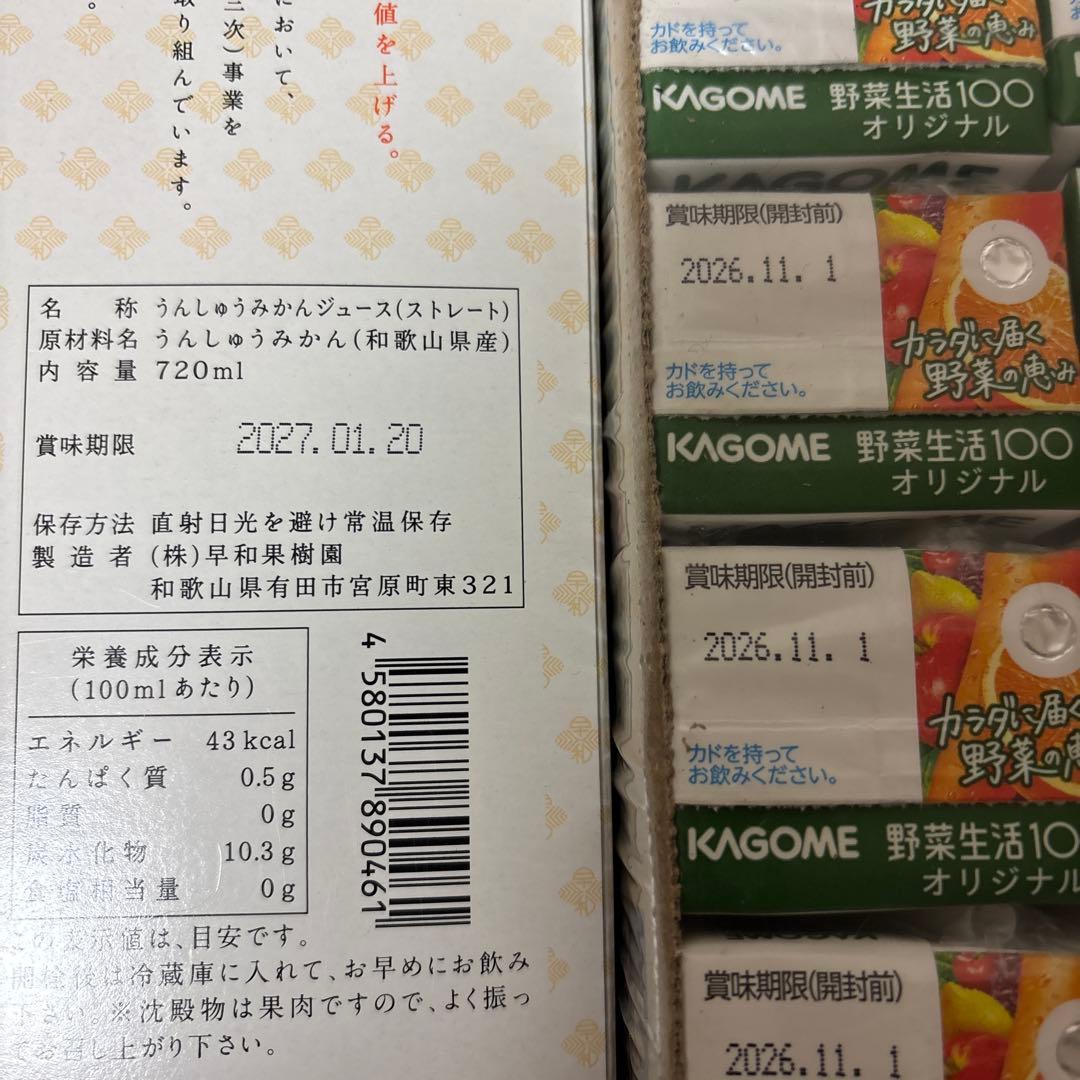 値を上げる。
において、
三次）事業を
取り組んでいます。
名 称 うんしゅうみかんジュース(ストレート)
原材料名 うんしゅうみかん(和歌山県産)
内容量 720ml
賞味期限 2027.01.20
保存方法 直射日光を避け常温保存
製造者 (株)早和果樹園
和歌山県有田市宮原町東321
栄養成分表示
(100mlあたり)
エネルギー 43kcal
たんぱく質 0.5g
脂質 0g
炭水化物 10.3g
食塩相当量 0g
この表示値は、目安です。
開栓後は冷蔵庫に入れて、お早めにお飲み
下さい。※沈殿物は果肉ですので、よく振っ
てお召し上がり下さい。
4580137890461
カドを持って
お飲みください。
カラダに届く
野菜の恵み
KAGOME 野菜生活100
オリジナル
KAGOME
賞味期限(開封前)
2026.11. 1
カドを持って
お飲みください。
カラダに届く
野菜の恵み
KAGOME 野菜生活100
オリジナル
賞味期限(開封前)
2026.11. 1
カドを持って
お飲みください。
カラダに届く
野菜の恵
KAGOME 野菜生活10
オリジナル
賞味期限(開封前)
2026.11. 1